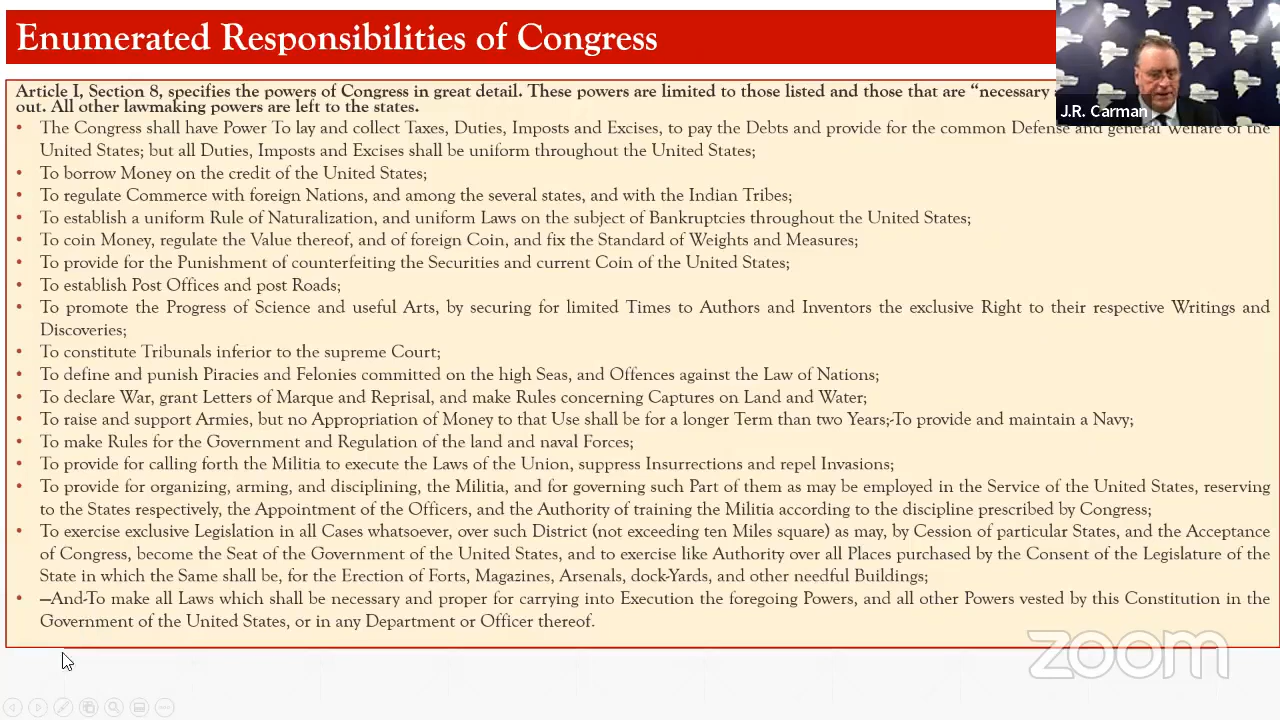 Enumerated Responsibilities of Congress
Article I, Section 8, specifies the powers of Congress in great detail. These powers are limited to those listed and those that are “necessary
out. All other lawmaking powers are left to the states.
J.R. Carman
• The Congress shall have Power To lay and collect Taxes, Duties, Imposts and Excises, to pay the Debts and provide for the common Defense and general Welfare of the
United States; but all Duties, Imposts and Excises shall be uniform throughout the United States;
• To borrow Money on the credit of the United States;
• To regulate Commerce with foreign Nations, and among the several states, and with the Indian Tribes;
• To establish a uniform Rule of Naturalization, and uniform Laws on the subject of Bankruptcies throughout the United States;
• To coin Money, regulate the Value thereof, and of foreign Coin, and fix the Standard of Weights and Measures;
• To provide for the Punishment of counterfeiting the Securities and current Coin of the United States;
• To establish Post Offices and post Roads;
• To promote the Progress of Science and useful Arts, by securing for limited Times to Authors and Inventors the exclusive Right to their respective Writings and
Discoveries;
• To constitute Tribunals inferior to the supreme Court;
• To define and punish Piracies and Felonies committed on the high Seas, and Offences against the Law of Nations;
• To declare War, grant Letters of Marque and Reprisal, and make Rules concerning Captures on Land and Water;
• To raise and support Armies, but no Appropriation of Money to that Use shall be for a longer Term than two Years;-To provide and maintain a Navy;
• To make Rules for the Government and Regulation of the land and naval Forces;
• To provide for calling forth the Militia to execute the Laws of the Union, suppress Insurrections and repel Invasions;
• To provide for organizing, arming, and disciplining, the Militia, and for governing such Part of them as may be employed in the Service of the United States, reserving
to the States respectively, the Appointment of the Officers, and the Authority of training the Militia according to the discipline prescribed by Congress;
• To exercise exclusive Legislation in all Cases whatsoever, over such District (not exceeding ten Miles square) as may, by Cession of particular States, and the Acceptance
of Congress, become the Seat of the Government of the United States, and to exercise like Authority over all Places purchased by the Consent of the Legislature of the
State in which the Same shall be, for the Erection of Forts, Magazines, Arsenals, dock-Yards, and other needful Buildings;
• —And-To make all Laws which shall be necessary and proper for carrying into Execution the foregoing Powers, and all other Powers vested by this Constitution in the
Government of the United States, or in any Department or Officer thereof.
zoom